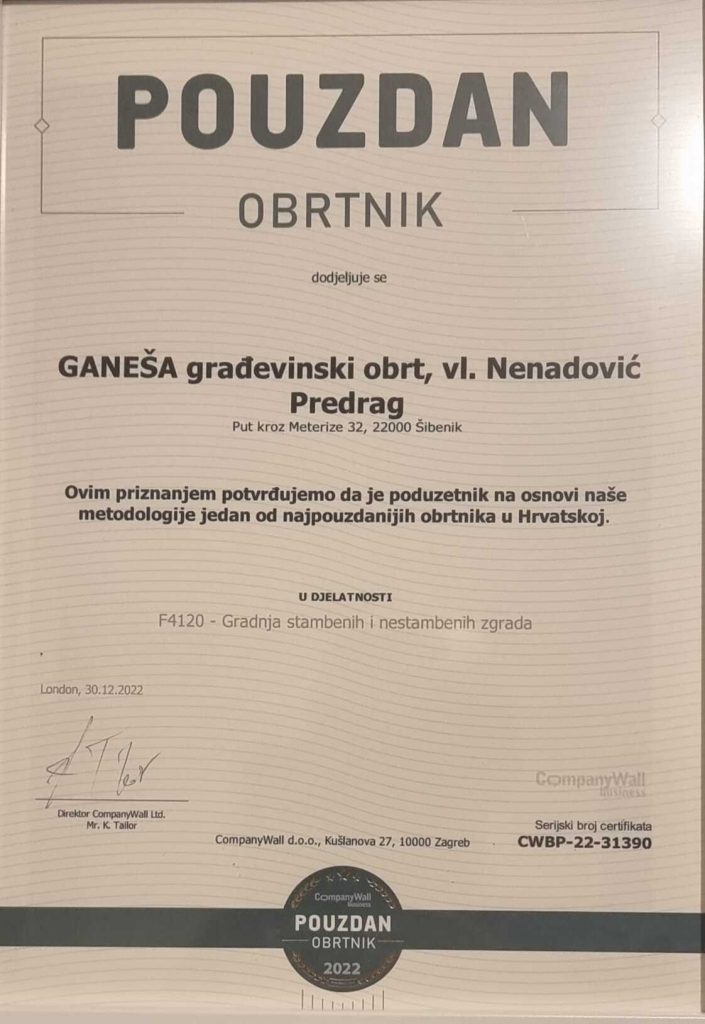 POUZDAN
OBRTNIK
dodjeljuje se
GANEŠA građevinski obrt, vl. Nenadović
Predrag
Put kroz Meterize 32, 22000 Šibenik
Ovim priznanjem potvrđujemo da je poduzetnik na osnovi naše
metodologije jedan od najpouzdanijih obrtnika u Hrvatskoj.
U DJELATNOSTI
F4120 - Gradnja stambenih i nestambenih zgrada
London, 30.12.2022
Direktor CompanyWall Ltd.
Mr. K. Tailor
CompanyWall d.o.o., Kušlanova 27, 10000 Zagreb
CompanyWall
Business
Serijski broj certifikata
CWBP-22-31390
CompanyWall
Business
POUZDAN
OBRTNIK
2022